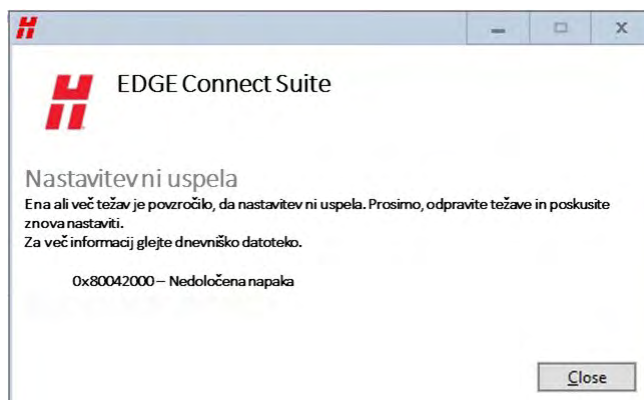 EDGE Connect Suite
Nastavitev ni uspela
Ena ali več težav je povzročilo, da nastavitev ni uspela. Prosimo, odpravite težave in poskusite
znova nastaviti.
Za več informacij glejte dnevniško datoteko.
0x80042000 – Nedoločena napaka
Close